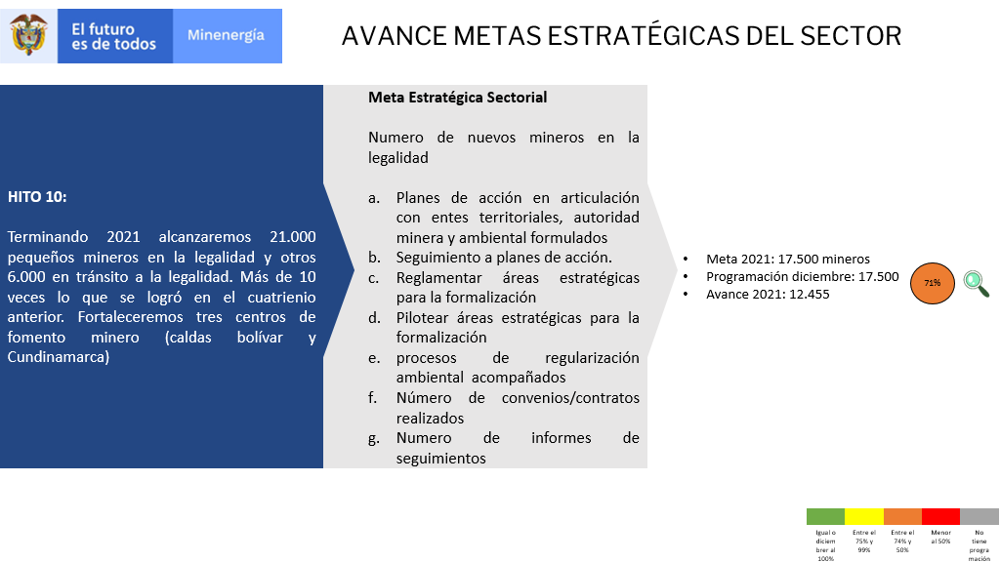 El futuro
es de todos
Minenergía
AVANCE METAS ESTRATÉGICAS DEL SECTOR
HITO 10:
Terminando 2021 alcanzaremos 21.000
pequeños mineros en la legalidad y otros
6.000 en tránsito a la legalidad. Más de 10
veces lo que se logró en el cuatrienio
anterior. Fortaleceremos tres centros de
fomento minero (caldas bolívar y
Cundinamarca)
Meta Estratégica Sectorial
Numero de nuevos mineros en la
legalidad
a. Planes de acción en articulación
con entes territoriales, autoridad
minera y ambiental formulados
b. Seguimiento a planes de acción.
c. Reglamentar áreas estratégicas
para la formalización
d. Pilotear áreas estratégicas para la
formalización
e. procesos de regularización
ambiental acompañados
f. Número de convenios/contratos
realizados
g. Numero de informes de
seguimientos
• Meta 2021: 17.500 mineros
• Programación diciembre: 17.500
• Avance 2021: 12.455
71%
Igual o
diciem
brer al
100%
Entre el
75% y
99%
Entre el
74% y
50%
Menor
al 50%
No
tiene
progra
mación